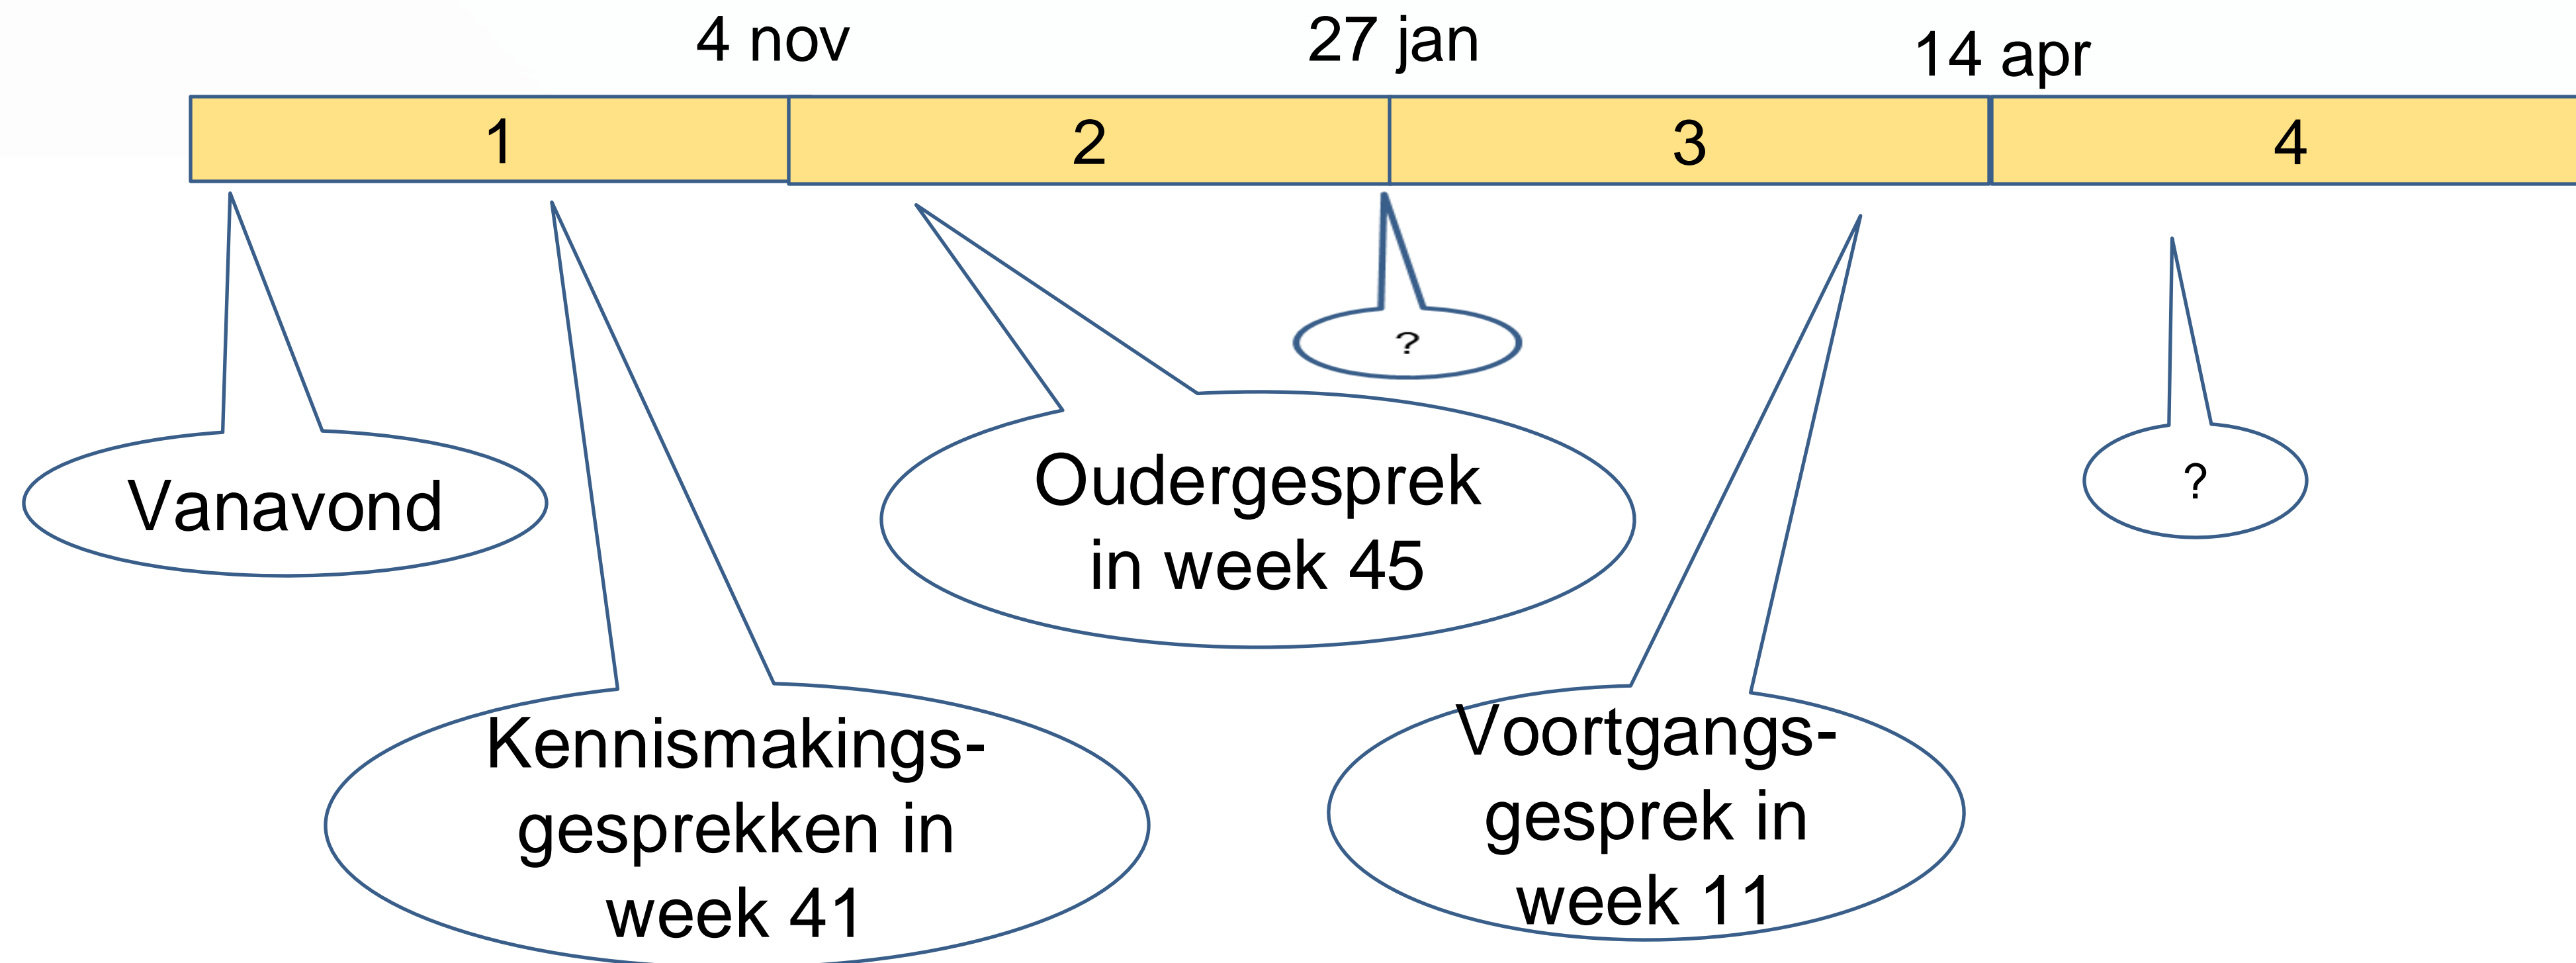 4 nov
27 jan
14 apr
1
2
3
4
?
?
Vanavond
Oudergesprek
in week 45
Kennismakings-
gesprekken in
week 41
Voortgangs-
gesprek in
week 11